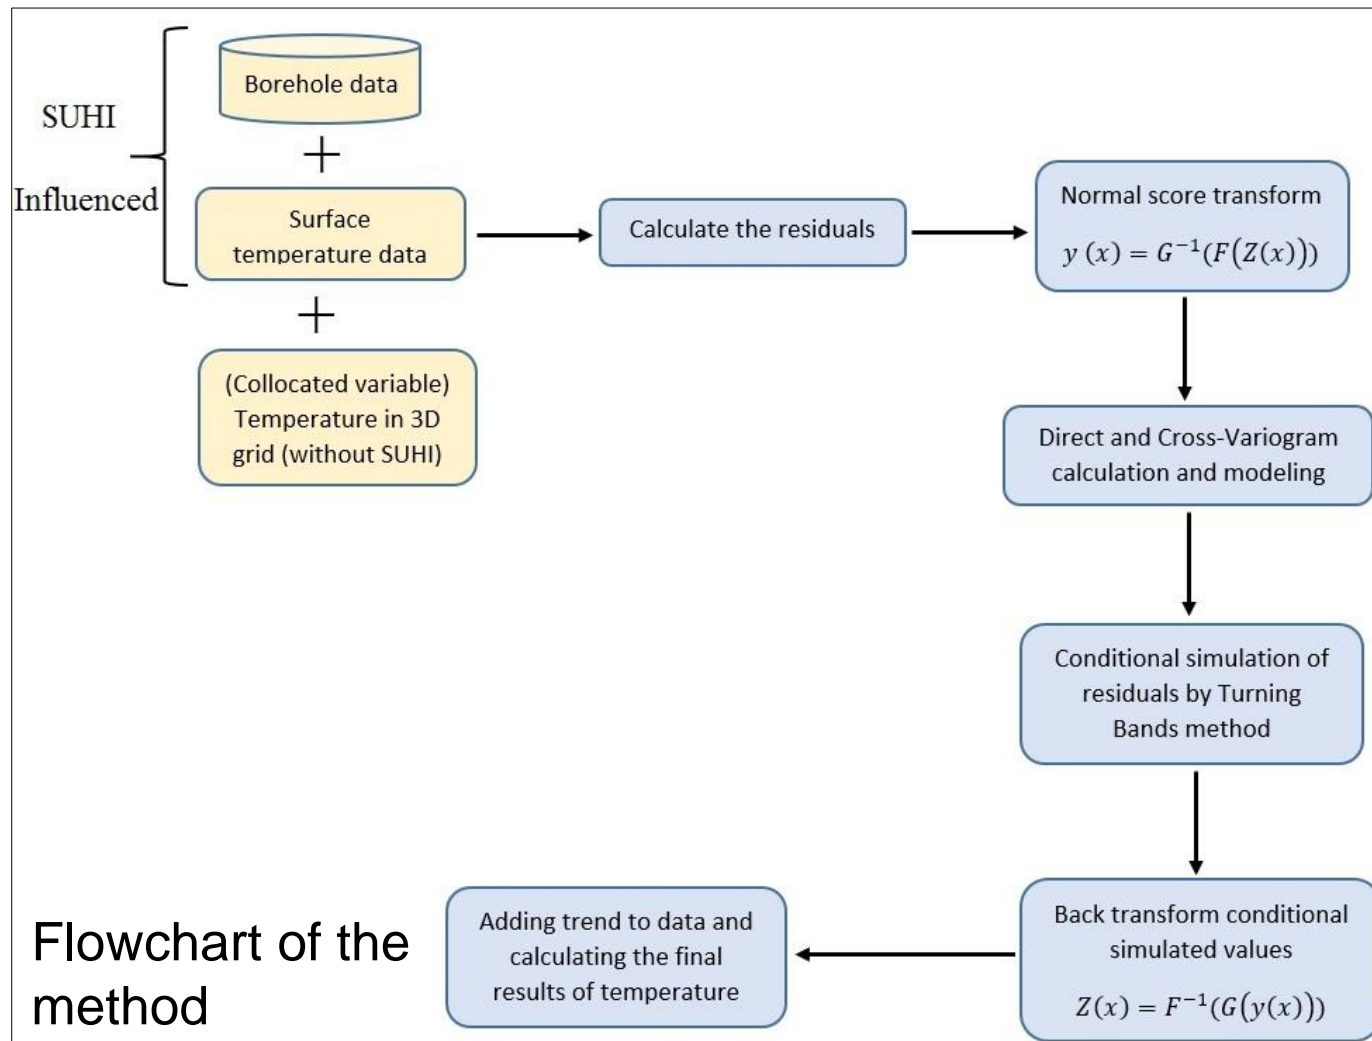 SUHI
Influenced
Borehole data
+
Surface
temperature data
+
(Collocated variable)
Temperature in 3D
grid (without SUHI)
Calculate the residuals
Normal score transform
y (x) = G⁻¹(F(Z(x)))
Direct and Cross-Variogram
calculation and modeling
Conditional simulation of
residuals by Turning
Bands method
Back transform conditional
simulated values
Z(x) = F⁻¹(G(y(x))
Adding trend to data and
calculating the final
results of temperature
Flowchart of the
method